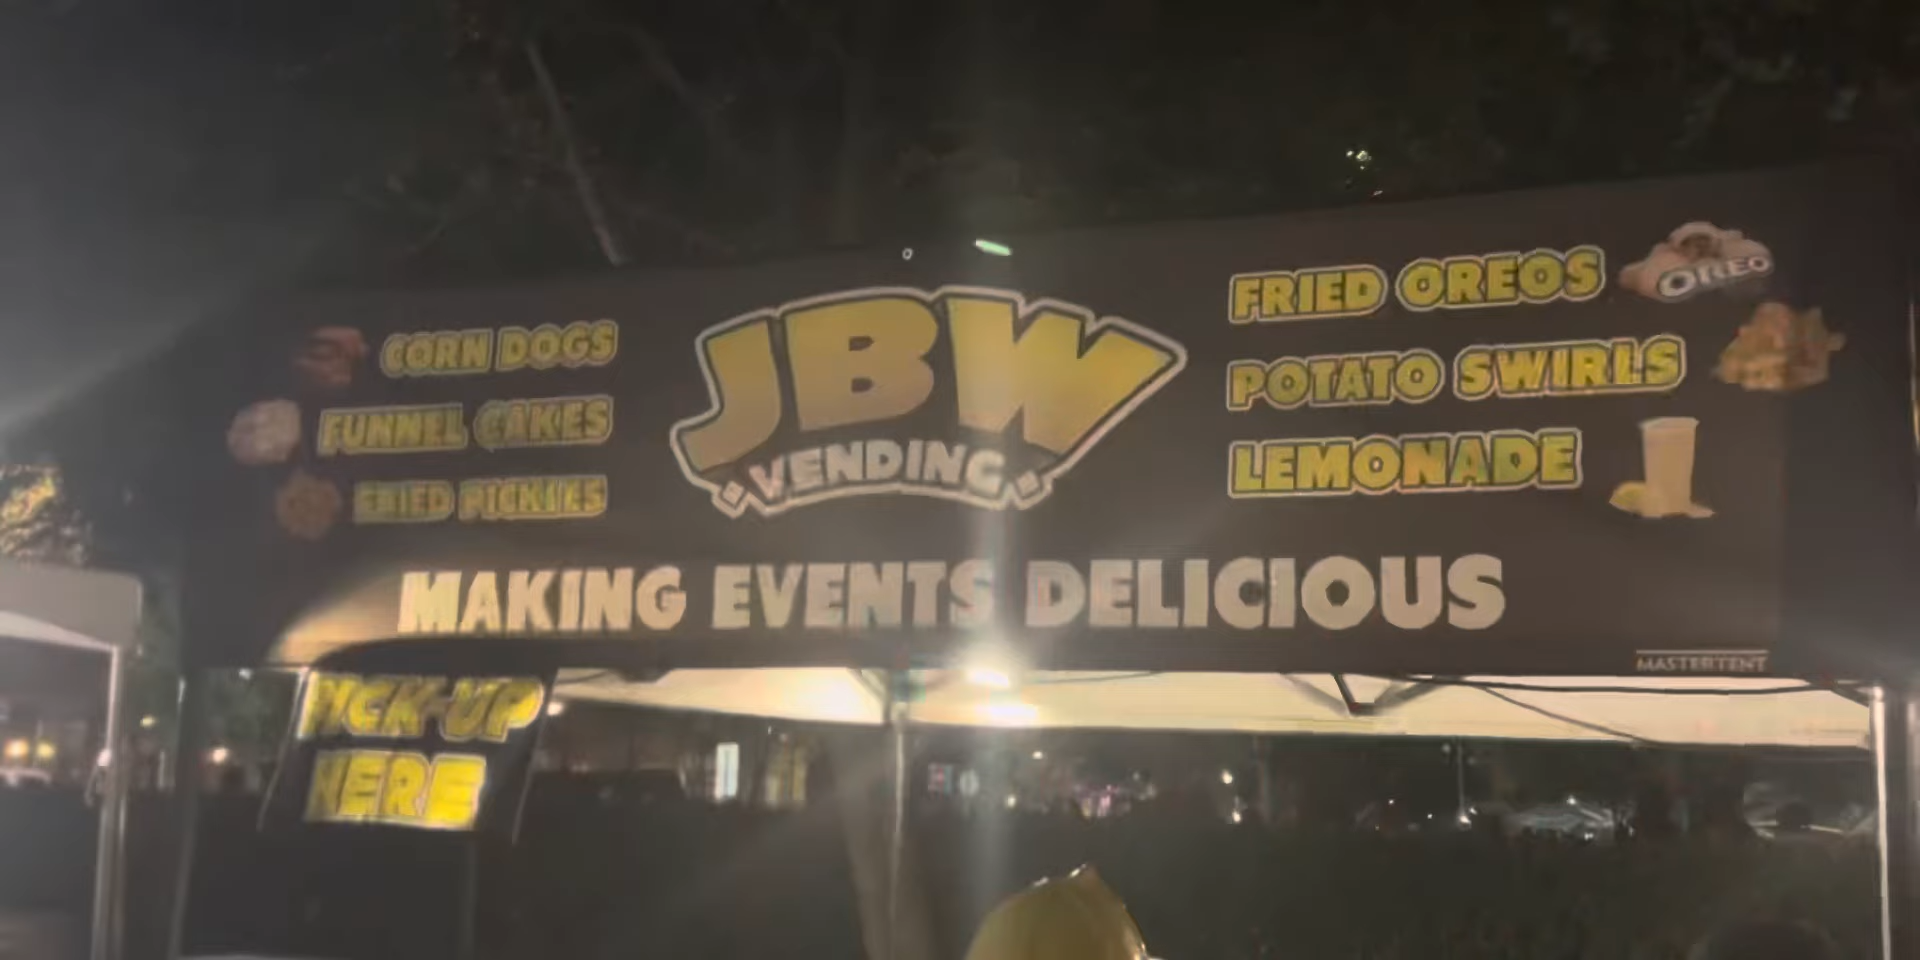 CORN DOGS
FUNNEL CAKES
FRIED PICKLES
JBW
VENDING
FRIED OREOS
OREO
POTATO SWIRLS
LEMONADE
MAKING EVENTS DELICIOUS
MASTERTENT
PICK-UP
HERE